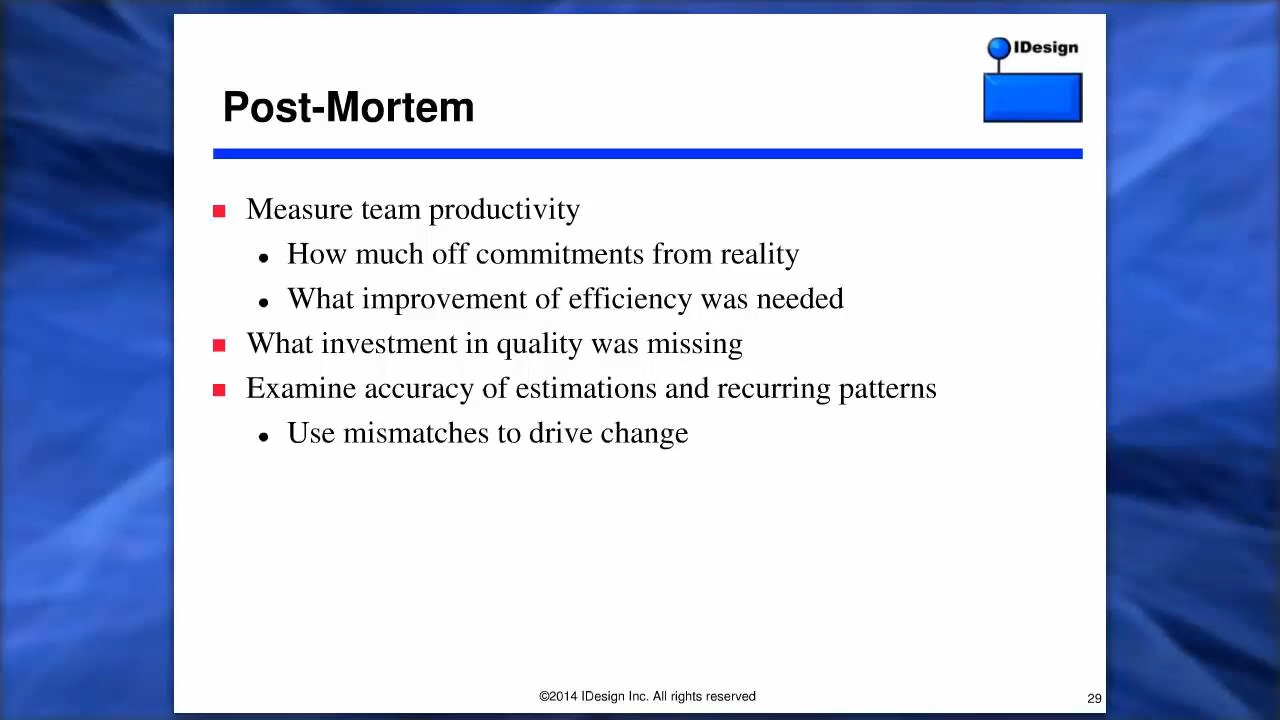 IDesign
Post-Mortem
Measure team productivity
How much off commitments from reality
What improvement of efficiency was needed
What investment in quality was missing
Examine accuracy of estimations and recurring patterns
Use mismatches to drive change
©2014 IDesign Inc. All rights reserved
29